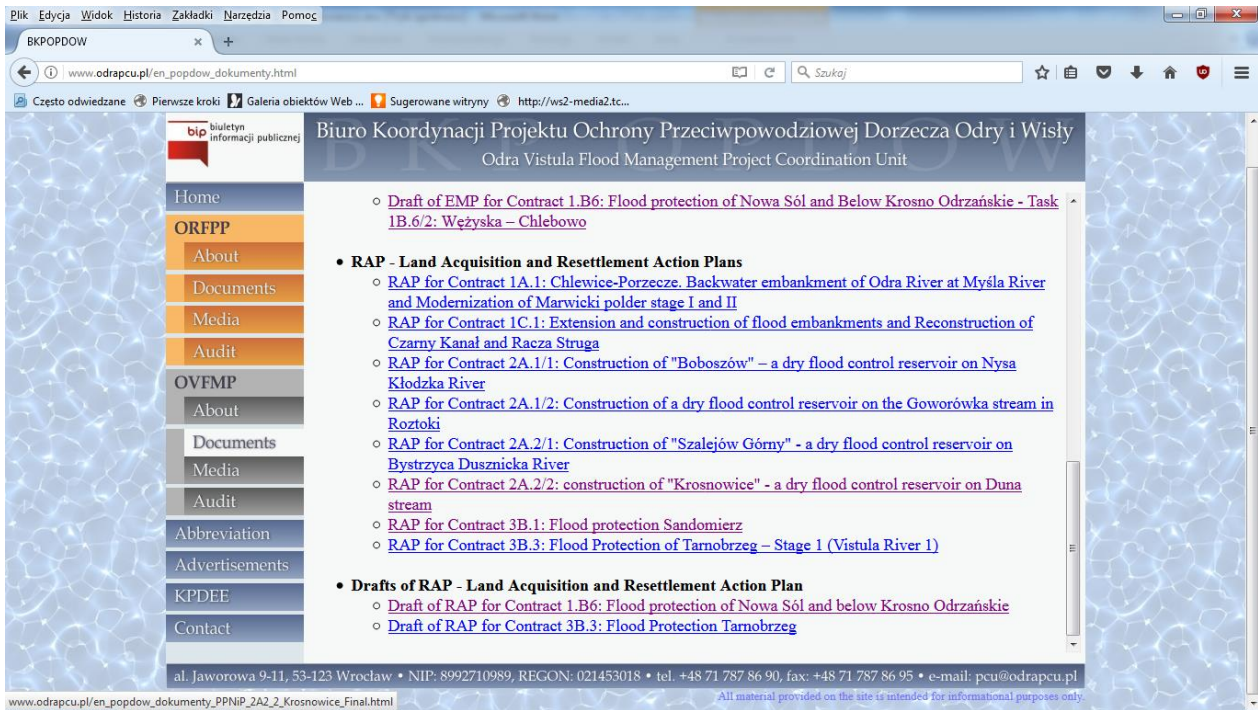 Plik Edycja Widok Historia Zakładki Narzędzia Pomoc
BKPOPDOW
www.odrapcu.pl/en_popdow_dokumenty.html
Szukaj
Często odwiedzane Pierwsze kroki Galeria obiektów Web ... Sugerowane witryny http://ws2-media2.tc...
bip biuletyn
informacji publicznej
Biuro Koordynacji Projektu Ochrony Przeciwpowodziowej Dorzecza Odry i Wisły
BKPOPDOW
Odra Vistula Flood Management Project Coordination Unit
Home
ORFPP
About
Documents
Media
Audit
OVFMP
About
Documents
Media
Audit
Abbreviation
Advertisements
KPDEE
Contact
Draft of EMP for Contract 1.B6: Flood protection of Nowa Sól and Below Krosno Odrzańskie - Task
1B.6/2: Wężyska – Chlebowo
RAP - Land Acquisition and Resettlement Action Plans
RAP for Contract 1A.1: Chlewice-Porzecze. Backwater embankment of Odra River at Myśla River
and Modernization of Marwicki polder stage I and II
RAP for Contract 1C.1: Extension and construction of flood embankments and Reconstruction of
Czarny Kanał and Racza Struga
RAP for Contract 2A.1/1: Construction of "Boboszów" – a dry flood control reservoir on Nysa
Kłodzka River
RAP for Contract 2A.1/2: Construction of a dry flood control reservoir on the Goworówka stream in
Roztoki
RAP for Contract 2A.2/1: Construction of "Szalejów Górny" - a dry flood control reservoir on
Bystrzyca Dusznicka River
RAP for Contract 2A.2/2: construction of "Krosnowice" - a dry flood control reservoir on Duna
stream
RAP for Contract 3B.1: Flood protection Sandomierz
RAP for Contract 3B.3: Flood Protection of Tarnobrzeg – Stage 1 (Vistula River 1)
Drafts of RAP - Land Acquisition and Resettlement Action Plan
Draft of RAP for Contract 1.B6: Flood protection of Nowa Sól and below Krosno Odrzańskie
Draft of RAP for Contract 3B.3: Flood Protection Tarnobrzeg
al. Jaworowa 9-11, 53-123 Wrocław • NIP: 8992710989, REGON: 021453018 • tel. +48 71 787 86 90, fax: +48 71 787 86 95 • e-mail: pcu@odrapcu.pl
All material provided on the site is intended for informational purposes only.
www.odrapcu.pl/en_popdow_dokumenty_PPNiP_2A2_2_Krosnowice_Final.html